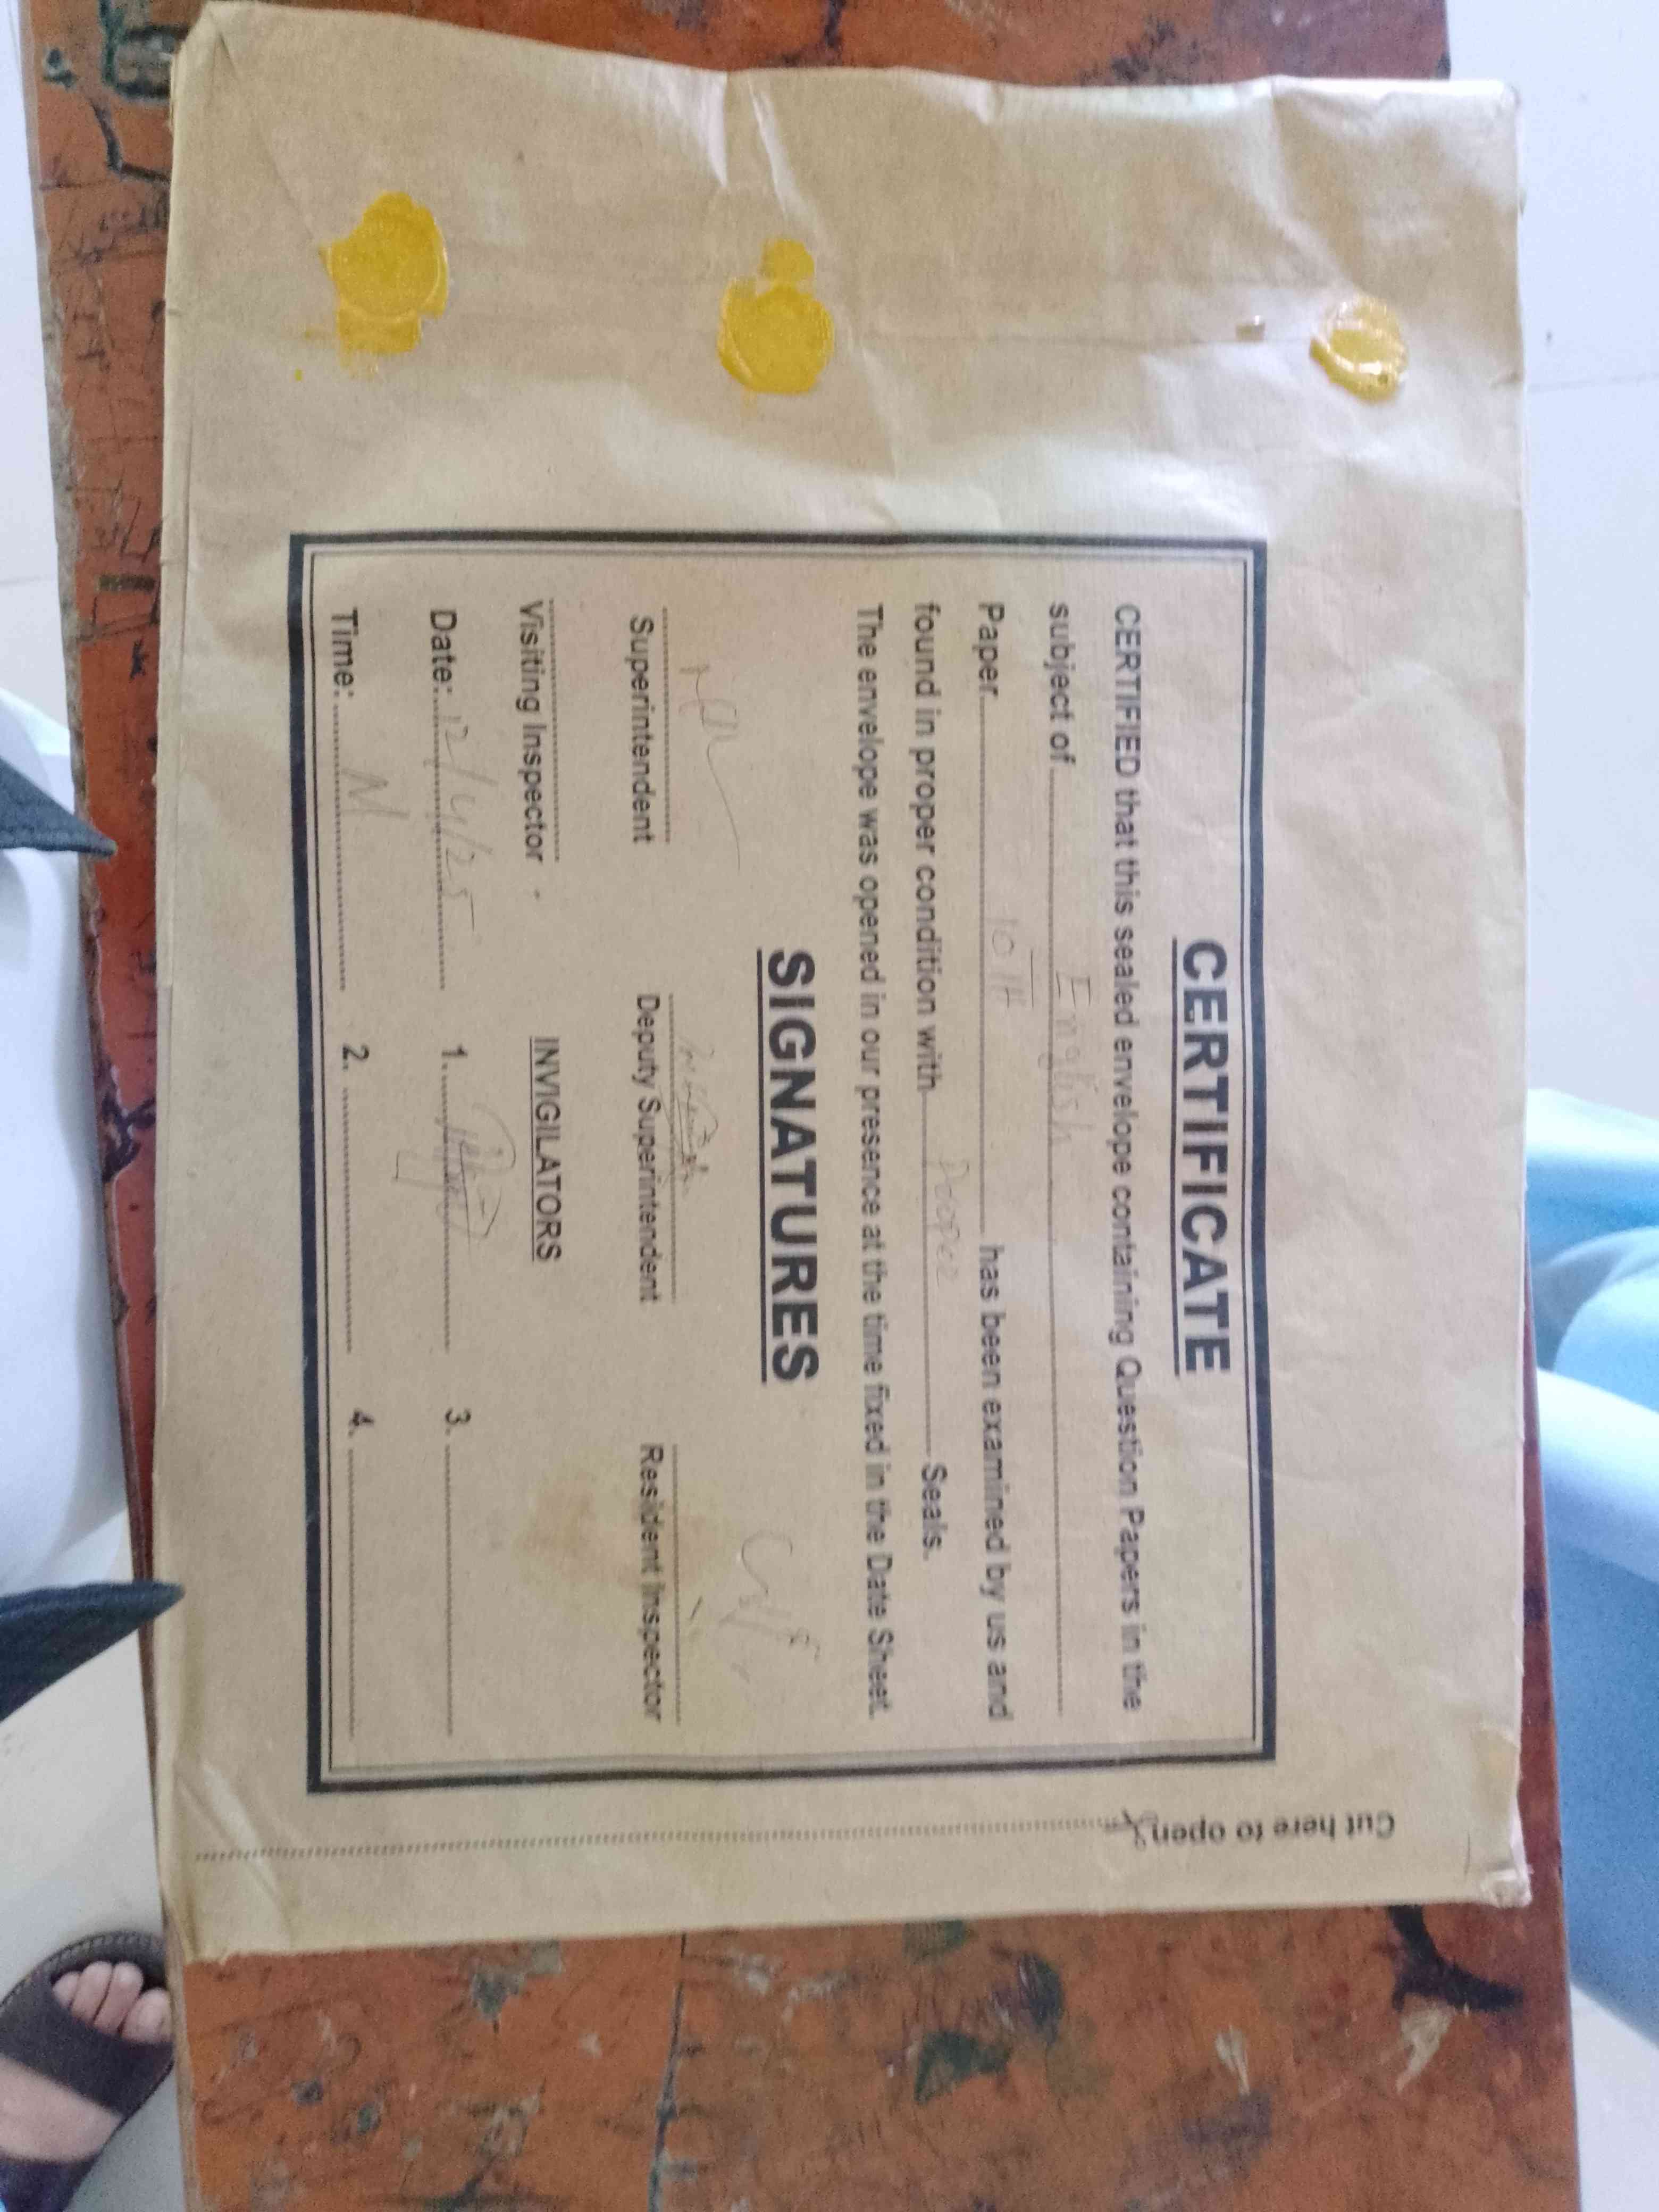 CERTIFICATE
CERTIFIED that this sealed envelope containing Question Papers in the
subject of English
Paper 10TH has been examined by us and
found in proper condition with Seals.
The envelope was opened in our presence at the time fixed in the Date Sheet.
SIGNATURES
Superintendent Deputy Superintendent Resident Inspector
Visiting Inspector INVIGILATORS
Date: 12/4/25 1. 3.
Time: M 2. 4.
Cut here to open